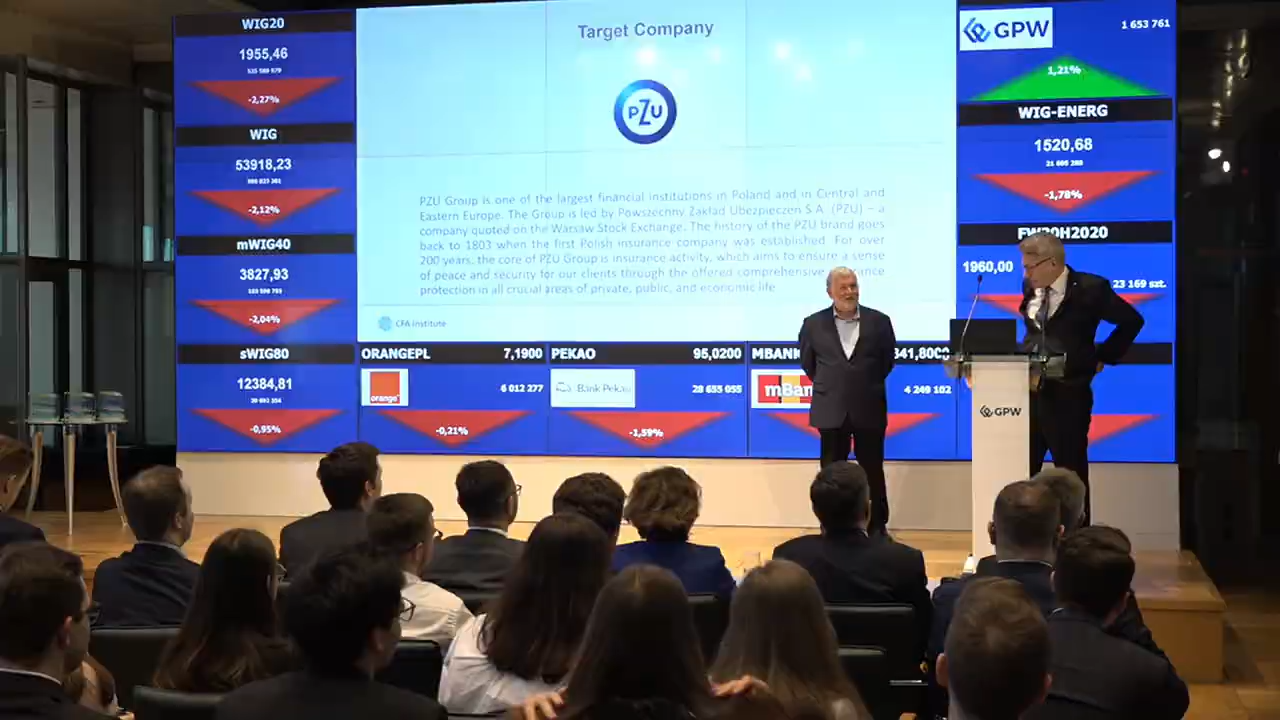 WIG20
1955,46
-2,27%
WIG
53918,23
-2,12%
mWIG40
3827,93
-2,04%
sWIG80
12384,81
-0,95%
Target Company
PZU
PZU Group is one of the largest financial institutions in Poland and in Central and
Eastern Europe. The Group is led by Powszechny Zakład Ubezpieczeń S.A. (PZU) – a
company quoted on the Warsaw Stock Exchange. The history of the PZU brand goes
back to 1803 when the first Polish insurance company was established. For over
200 years, the core of PZU Group is insurance activity, which aims to ensure a sense
of peace and security for our clients through the offered comprehensive
protection in all crucial areas of private, public, and economic life
CFA Institute
ORANGEPL 7,1900
orange
6 012 277
-0,21%
PEKAO 95,0200
Bank Pekao
28 655 055
-1,59%
4 249 102
GPW
1 653 761
1,21%
WIG-ENERG
1520,68
-1,78%
1960,00
23 169 szt.
GPW